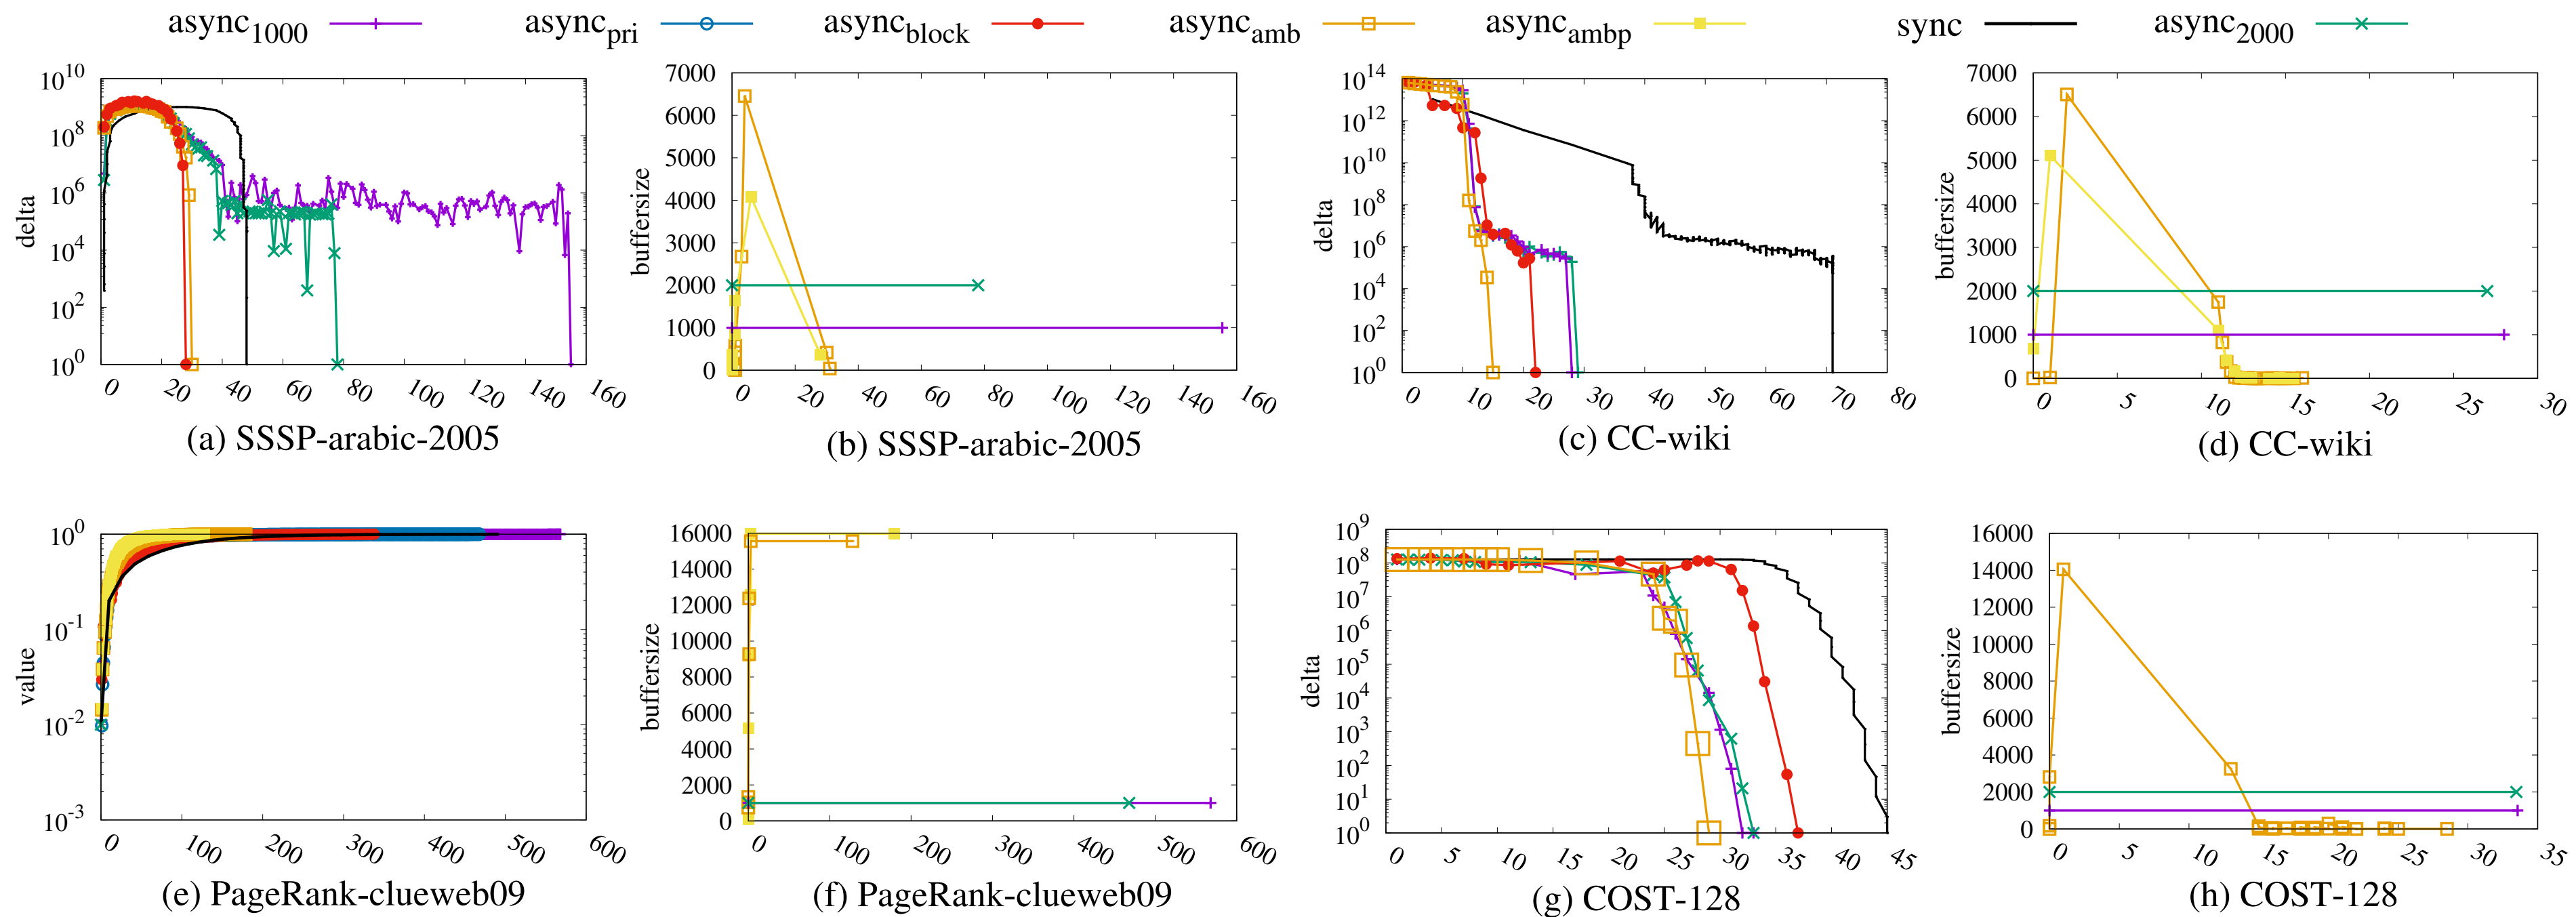 async1000 asyncpri asyncblock asyncamb asyncambp sync async2000
10^10
10^8
10^6
10^4
10^2
10^0
delta
0 20 40 60 80 100 120 140 160
(a) SSSP-arabic-2005
7000
6000
5000
4000
3000
2000
1000
0
buffersize
0 20 40 60 80 100 120 140 160
(b) SSSP-arabic-2005
10^14
10^12
10^10
10^8
10^6
10^4
10^2
10^0
delta
0 10 20 30 40 50 60 70 80
(c) CC-wiki
7000
6000
5000
4000
3000
2000
1000
0
buffersize
0 5 10 15 20 25 30
(d) CC-wiki
10^0
10^-1
10^-2
10^-3
value
0 100 200 300 400 500 600
(e) PageRank-clueweb09
16000
14000
12000
10000
8000
6000
4000
2000
0
buffersize
0 100 200 300 400 500 600
(f) PageRank-clueweb09
10^9
10^8
10^7
10^6
10^5
10^4
10^3
10^2
10^1
10^0
delta
0 5 10 15 20 25 30 35 40 45
(g) COST-128
16000
14000
12000
10000
8000
6000
4000
2000
0
buffersize
0 5 10 15 20 25 30 35
(h) COST-128